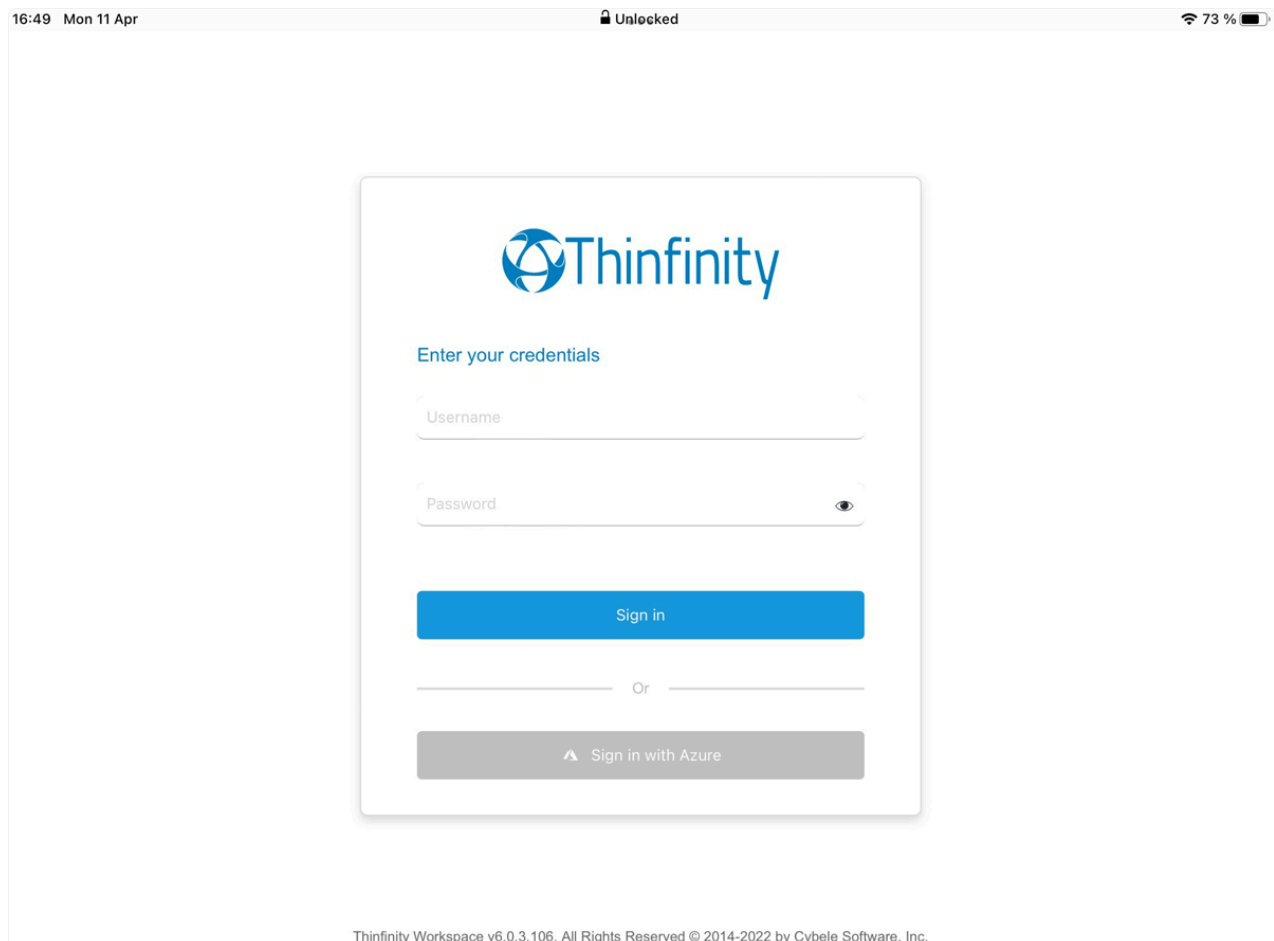 16:49 Mon 11 Apr Unlocked 73 %
Thinfinity
Enter your credentials
Username
Password
Sign in
Or
Sign in with Azure
Thinfinity Workspace v6.0.3.106. All Rights Reserved © 2014-2022 by Cybele Software, Inc.